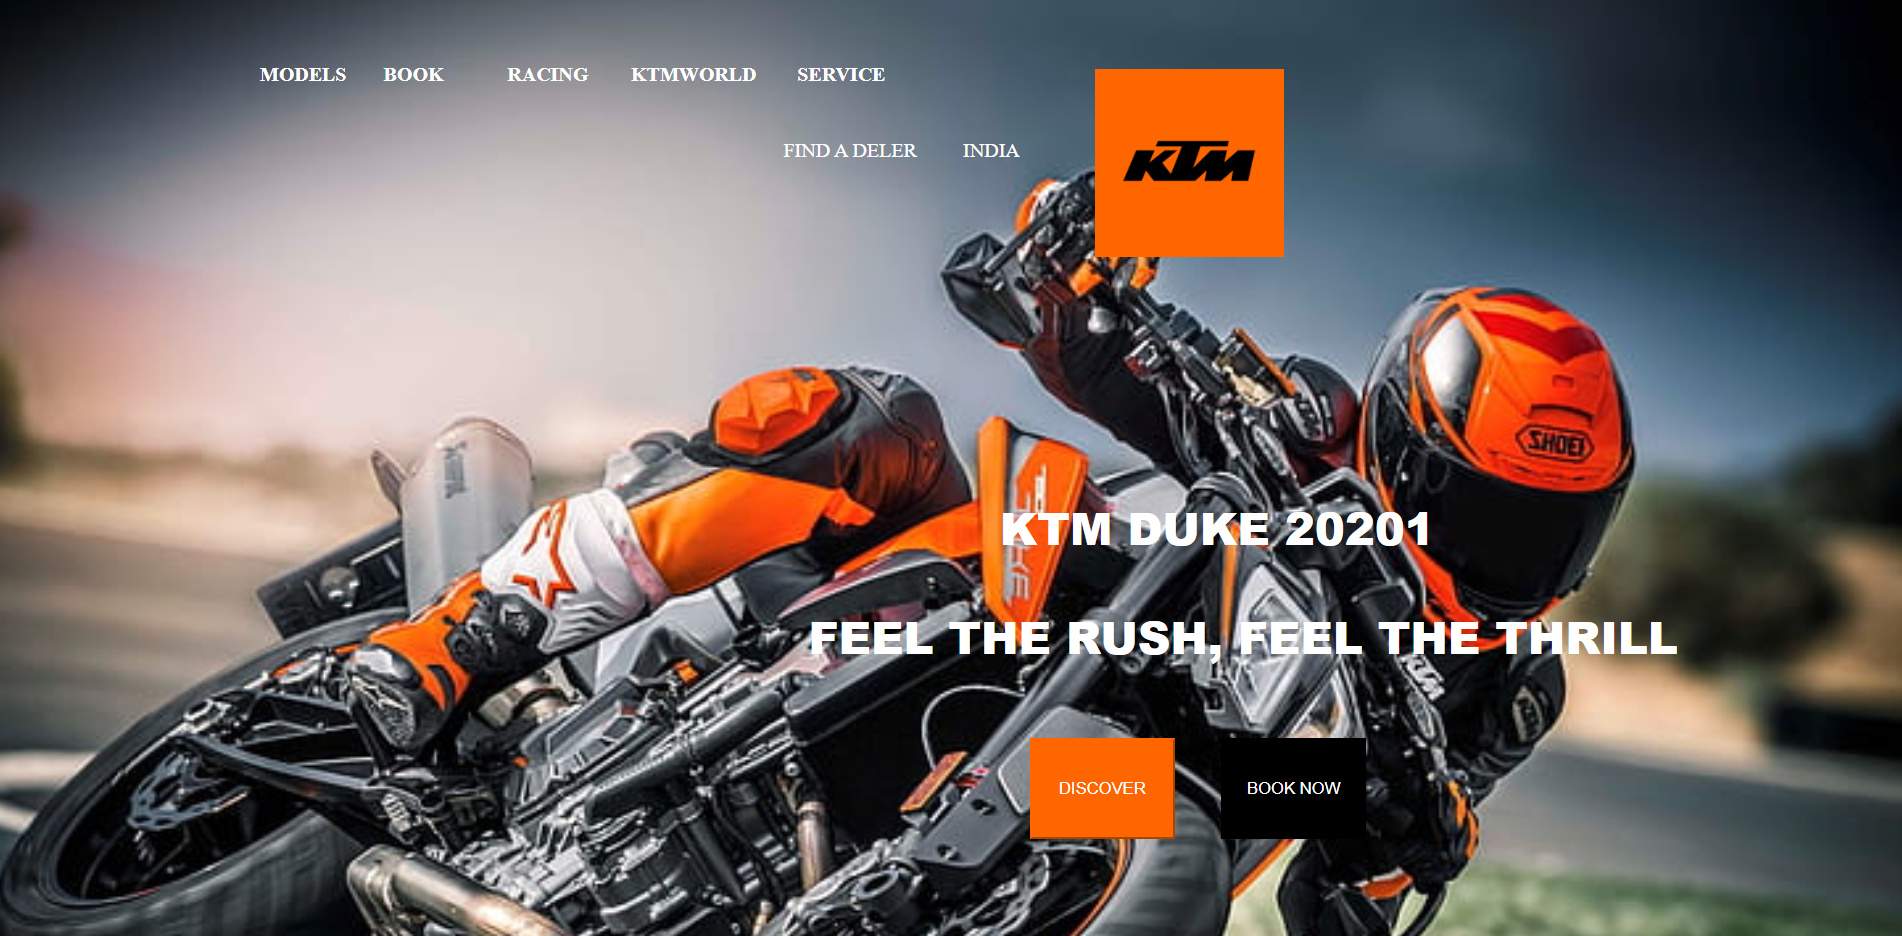 MODELS BOOK RACING KTMWORLD SERVICE
FIND A DELER INDIA
KTM
SHOEI
KTM DUKE 20201
FEEL THE RUSH, FEEL THE THRILL
KTM
DISCOVER BOOK NOW